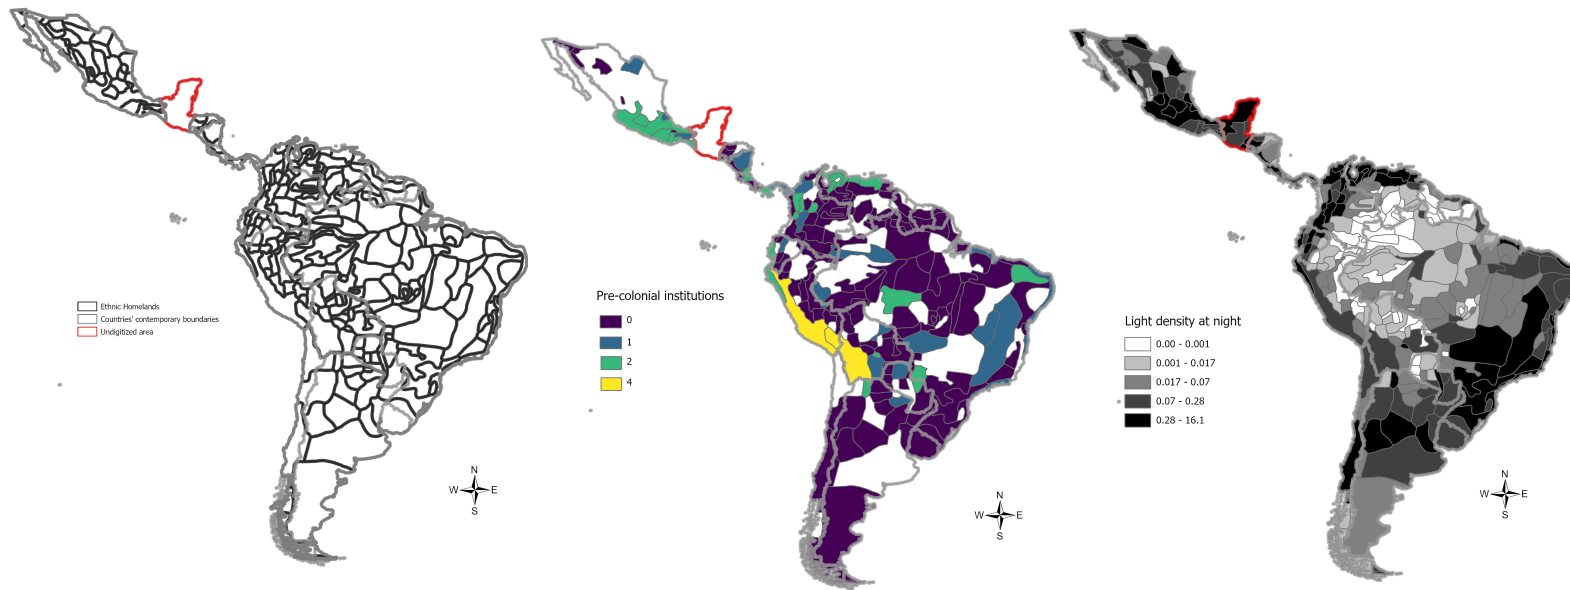 Ethnic Homelands
Countries' contemporary boundaries
Undigitized area
N
W E
S
Pre-colonial institutions
0
1
2
4
N
W E
S
Light density at night
0.00 - 0.001
0.001 - 0.017
0.017 - 0.07
0.07 - 0.28
0.28 - 16.1
N
W E
S